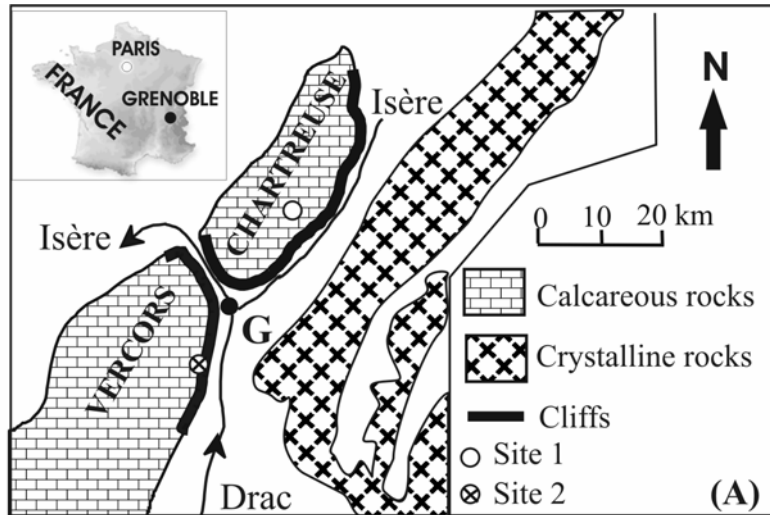 PARIS
FRANCE
GRENOBLE
CHARTREUSE
Isère
N
Isère
0 10 20 km
VERCORS
G
Calcareous rocks
Crystalline rocks
Cliffs
Site 1
Site 2
Drac
(A)